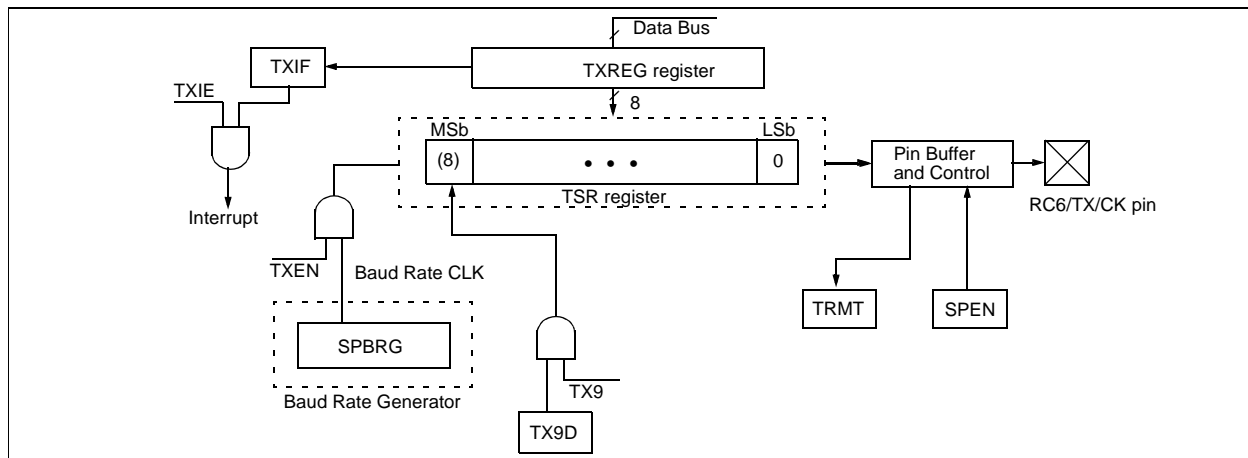 Data Bus
TXIF
TXREG register
TXIE
8
MSb
LSb
(8)
• • •
0
Pin Buffer
and Control
TSR register
Interrupt
RC6/TX/CK pin
TXEN
Baud Rate CLK
TRMT
SPEN
SPBRG
TX9
Baud Rate Generator
TX9D